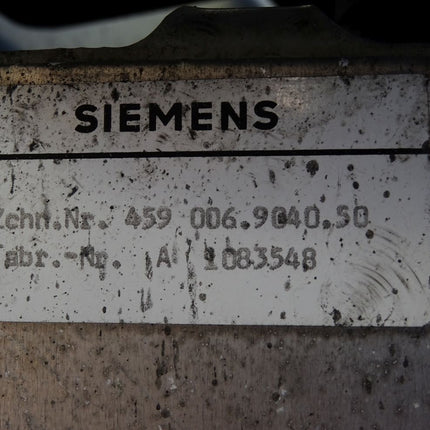 SIEMENS
Zchn.Nr. 459 006.9040.50
Fabr.-Nr. A 1083548